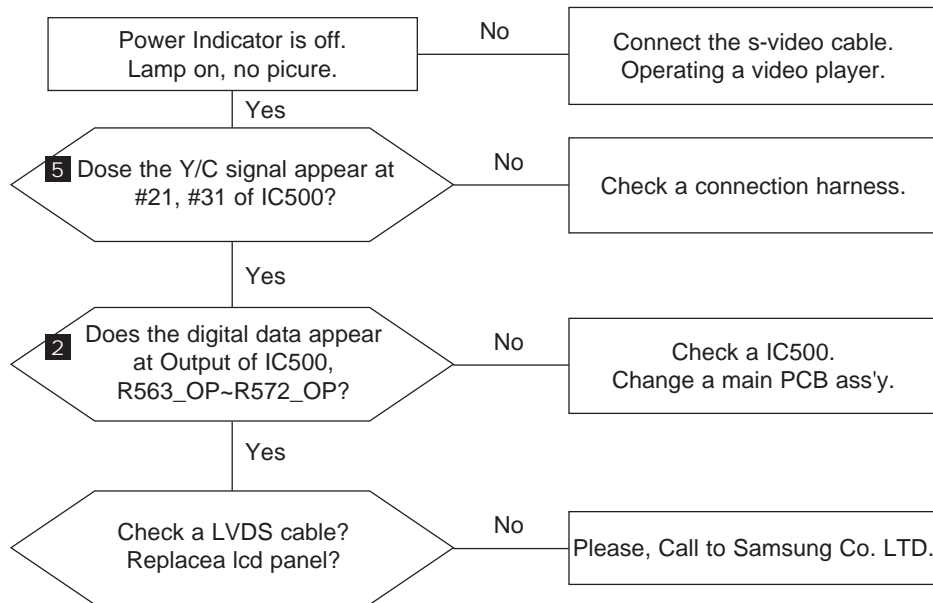 Power Indicator is off.
Lamp on, no picure.
No
Connect the s-video cable.
Operating a video player.
Yes
5 Dose the Y/C signal appear at
#21, #31 of IC500?
No
Check a connection harness.
Yes
2 Does the digital data appear
at Output of IC500,
R563_OP~R572_OP?
No
Check a IC500.
Change a main PCB ass'y.
Yes
Check a LVDS cable?
Replacea lcd panel?
No
Please, Call to Samsung Co. LTD.